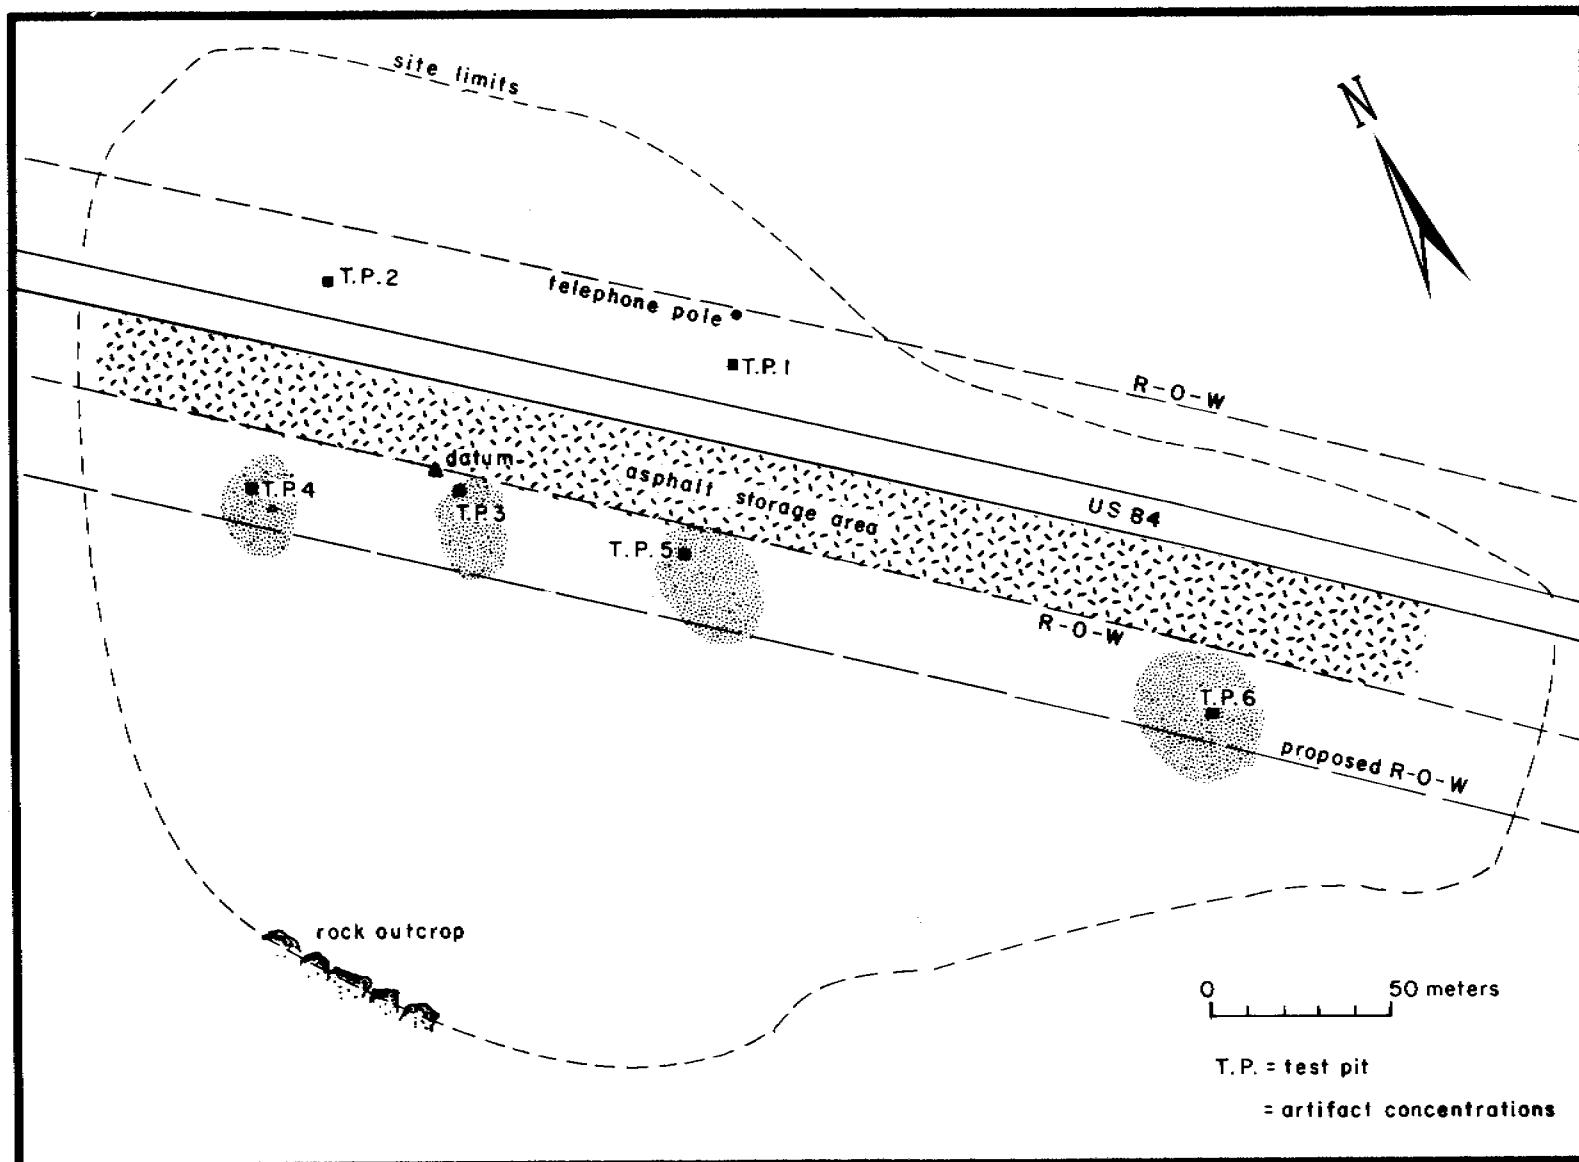 site limits
N
T.P.2
telephone pole
T.P.1
R-O-W
datum
asphalt storage area
US 84
T.P.4
T.P.3
T.P.5
R-O-W
T.P.6
proposed R-O-W
rock outcrop
0 50 meters
T.P. = test pit
= artifact concentrations